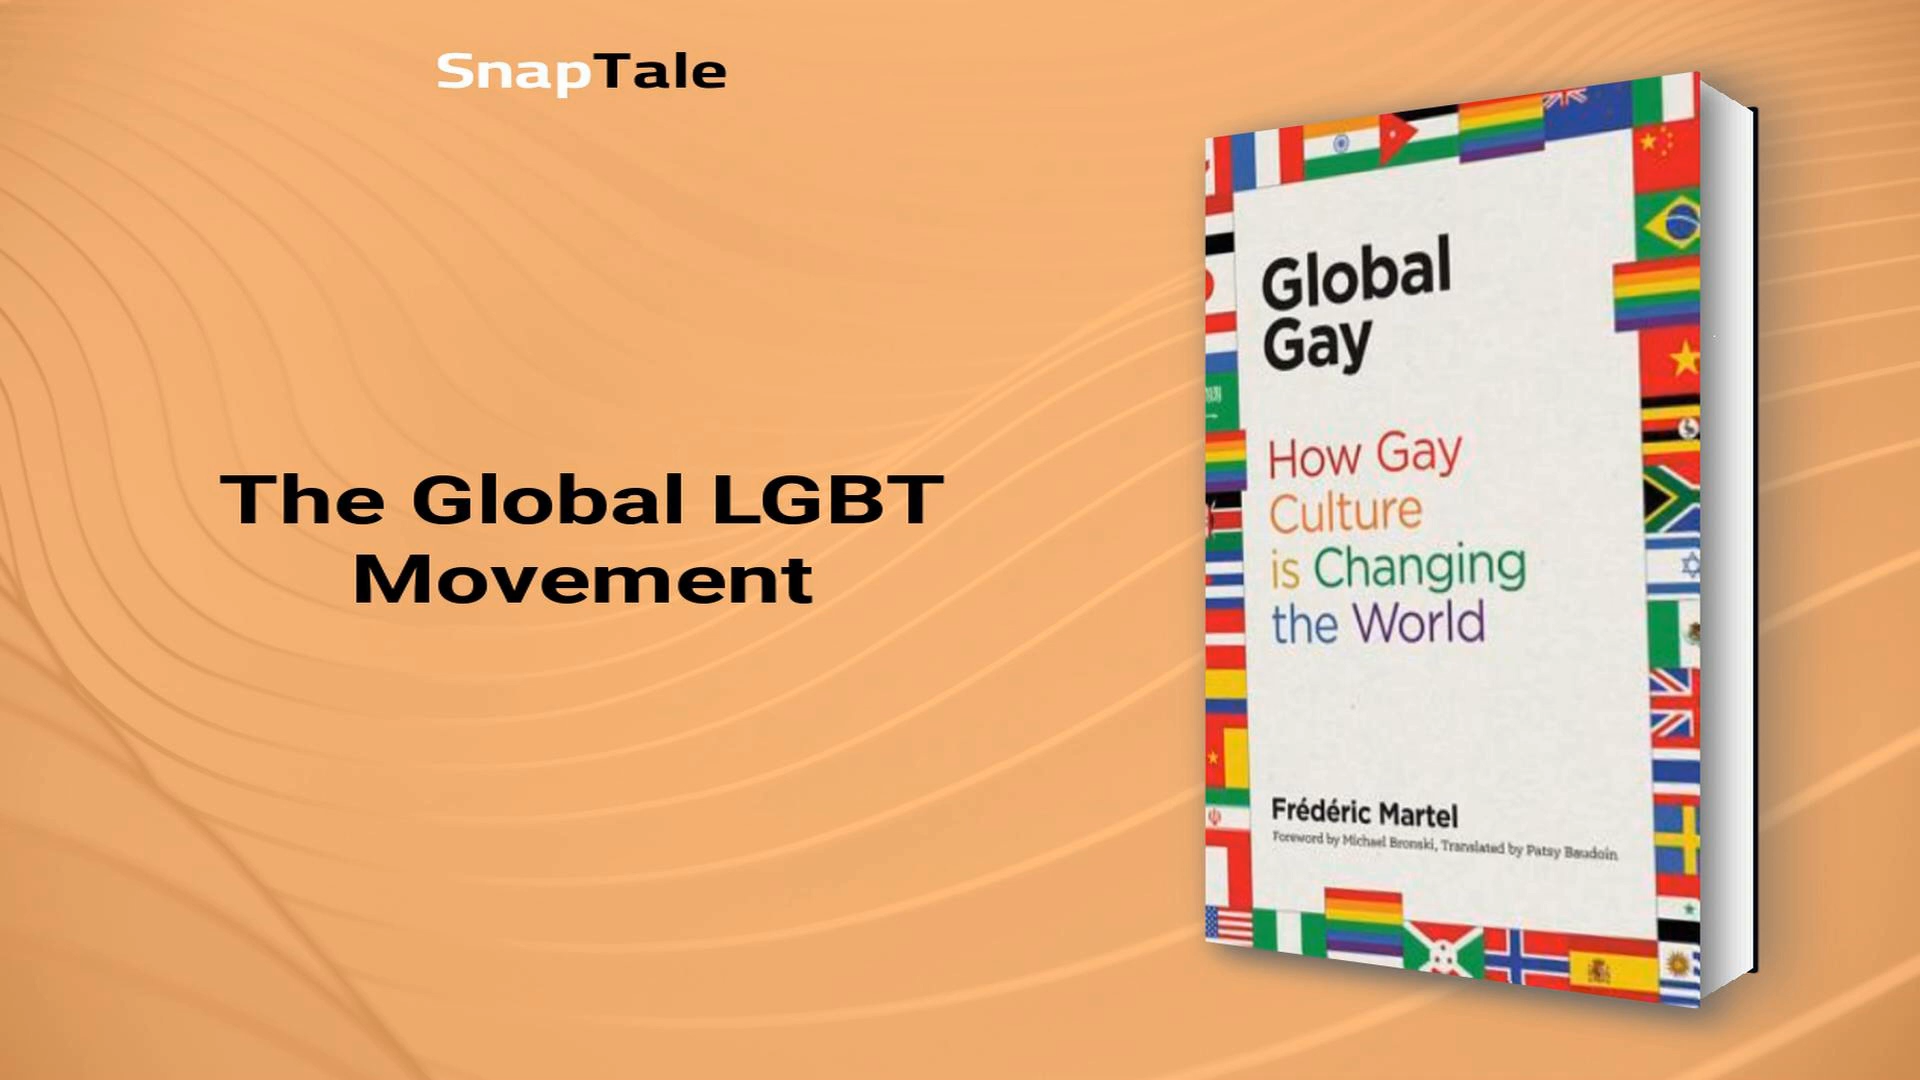 SnapTale
The Global LGBT
Movement
Global
Gay
How Gay
Culture
is Changing
the World
Frédéric Martel
Foreword by Michael Bronski, Translated by Patsy Baudoin